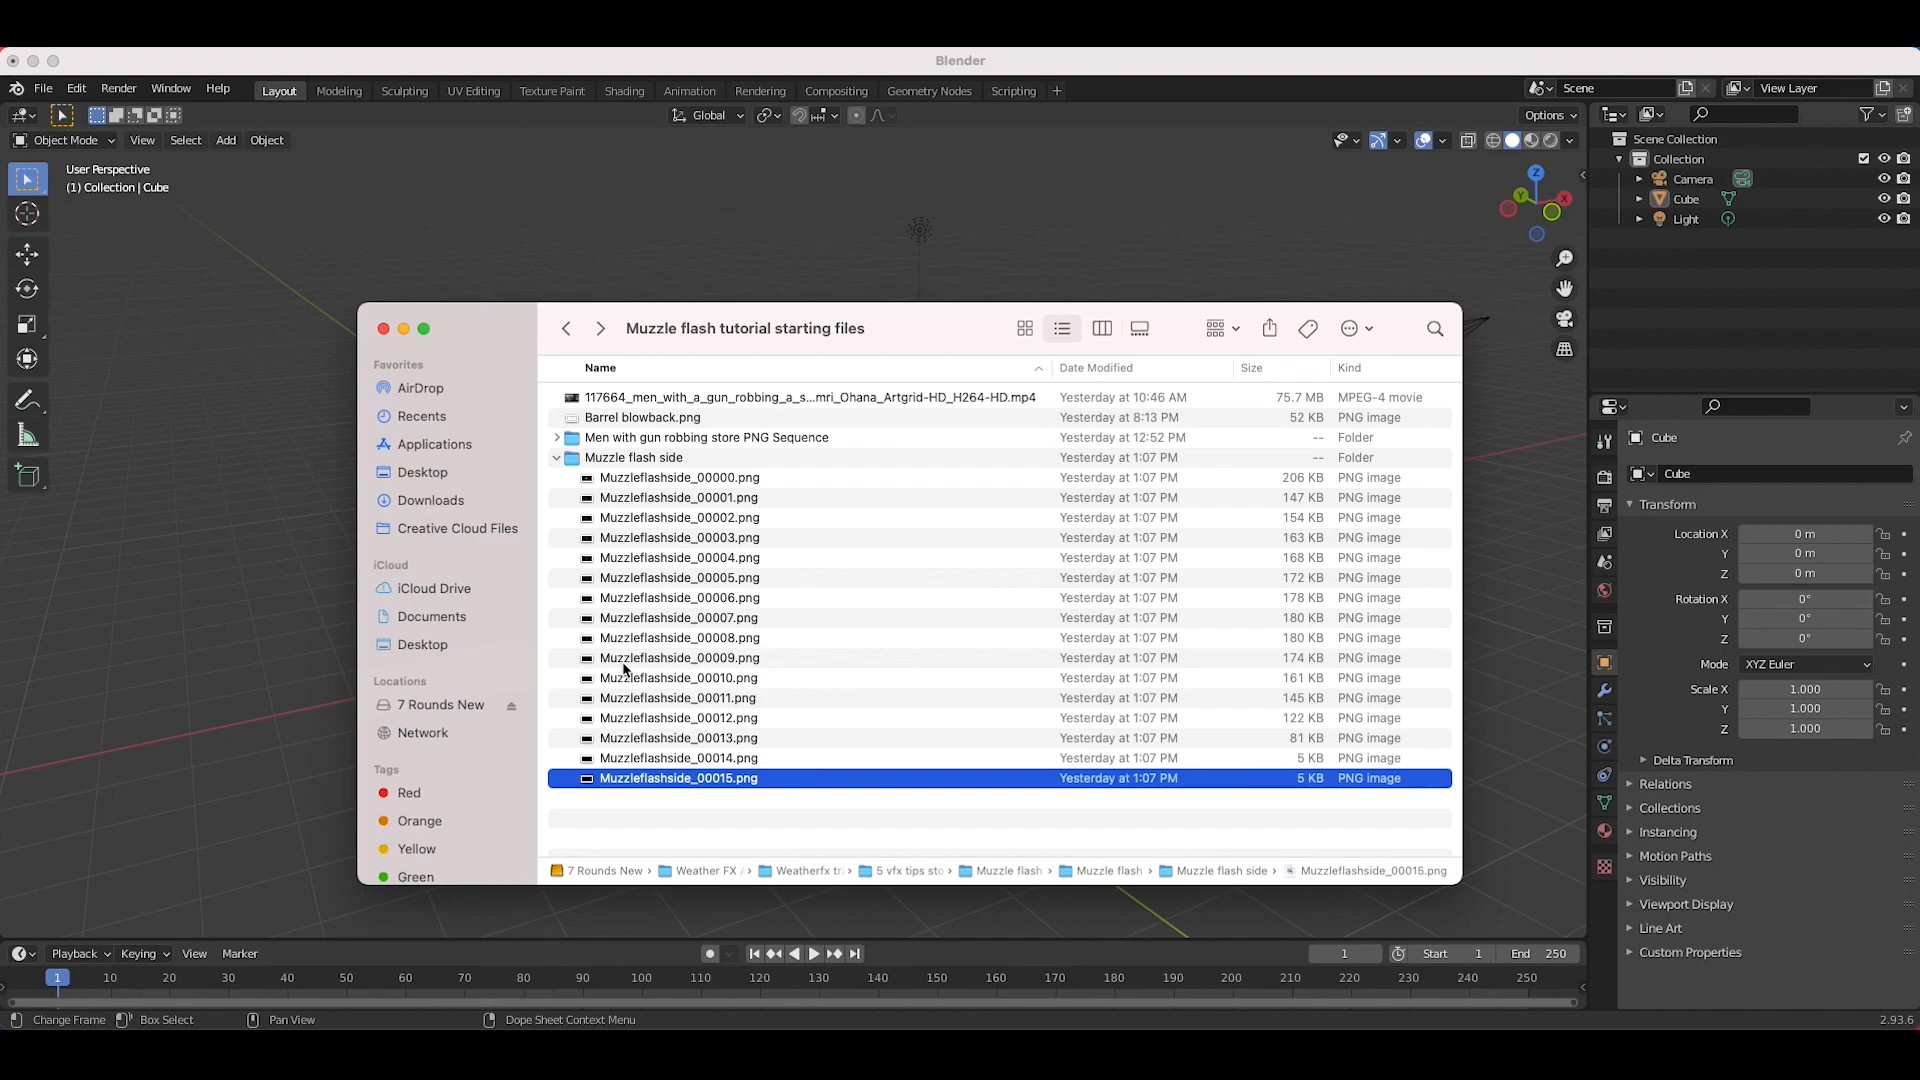 Blender
File Edit Render Window Help Layout Modeling Sculpting UV Editing Texture Paint Shading Animation Rendering Compositing Geometry Nodes Scripting + Scene View Layer
Global Options
Object Mode View Select Add Object
User Perspective
(1) Collection | Cube
Z
Y
X
Scene Collection
Collection
Camera
Cube
Light
Muzzle flash tutorial starting files
Favorites
AirDrop
Recents
Applications
Desktop
Downloads
Creative Cloud Files
iCloud
iCloud Drive
Documents
Desktop
Locations
7 Rounds New
Network
Tags
Red
Orange
Yellow
Green
Name Date Modified Size Kind
117664_men_with_a_gun_robbing_a_s...mri_Ohana_Artgrid-HD_H264-HD.mp4 Yesterday at 10:46 AM 75.7 MB MPEG-4 movie
Barrel blowback.png Yesterday at 8:13 PM 52 KB PNG image
Men with gun robbing store PNG Sequence Yesterday at 12:52 PM -- Folder
Muzzle flash side Yesterday at 1:07 PM -- Folder
Muzzleflashside_00000.png Yesterday at 1:07 PM 206 KB PNG image
Muzzleflashside_00001.png Yesterday at 1:07 PM 147 KB PNG image
Muzzleflashside_00002.png Yesterday at 1:07 PM 154 KB PNG image
Muzzleflashside_00003.png Yesterday at 1:07 PM 163 KB PNG image
Muzzleflashside_00004.png Yesterday at 1:07 PM 168 KB PNG image
Muzzleflashside_00005.png Yesterday at 1:07 PM 172 KB PNG image
Muzzleflashside_00006.png Yesterday at 1:07 PM 178 KB PNG image
Muzzleflashside_00007.png Yesterday at 1:07 PM 180 KB PNG image
Muzzleflashside_00008.png Yesterday at 1:07 PM 180 KB PNG image
Muzzleflashside_00009.png Yesterday at 1:07 PM 174 KB PNG image
Muzzleflashside_00010.png Yesterday at 1:07 PM 161 KB PNG image
Muzzleflashside_00011.png Yesterday at 1:07 PM 145 KB PNG image
Muzzleflashside_00012.png Yesterday at 1:07 PM 122 KB PNG image
Muzzleflashside_00013.png Yesterday at 1:07 PM 81 KB PNG image
Muzzleflashside_00014.png Yesterday at 1:07 PM 5 KB PNG image
Muzzleflashside_00015.png Yesterday at 1:07 PM 5 KB PNG image
7 Rounds New › Weather FX › Weatherfx tr › 5 vfx tips sto › Muzzle flash › Muzzle flash › Muzzle flash side › Muzzleflashside_00015.png
Cube
Cube
Transform
Location X 0 m
Y 0 m
Z 0 m
Rotation X 0°
Y 0°
Z 0°
Mode XYZ Euler
Scale X 1.000
Y 1.000
Z 1.000
Delta Transform
Relations
Collections
Instancing
Motion Paths
Visibility
Viewport Display
Line Art
Custom Properties
Playback Keying View Marker 1 Start 1 End 250
1 10 20 30 40 50 60 70 80 90 100 110 120 130 140 150 160 170 180 190 200 210 220 230 240 250
Change Frame Box Select Pan View Dope Sheet Context Menu 2.93.6